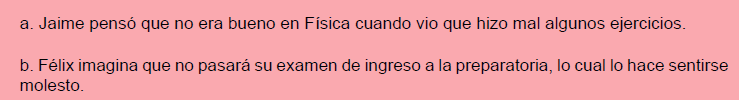 a. Jaime pensó que no era bueno en Física cuando vio que hizo mal algunos ejercicios.
b. Félix imagina que no pasará su examen de ingreso a la preparatoria, lo cual lo hace sentirse
molesto.